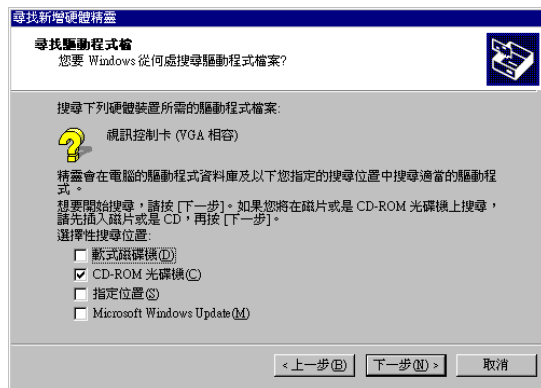 尋找新增硬體精靈
尋找驅動程式檔
您要 Windows 從何處搜尋驅動程式檔案?
搜尋下列硬體裝置所需的驅動程式檔案:
視訊控制卡 (VGA 相容)
精靈會在電腦的驅動程式資料庫及以下您指定的搜尋位置中搜尋適當的驅動程
式。
想要開始搜尋，請按 [下一步]。如果您將在磁片或是 CD-ROM 光碟機上搜尋，
請先插入磁片或是 CD，再按 [下一步]。
選擇性搜尋位置:
軟式磁碟機(D)
CD-ROM 光碟機(C)
指定位置(S)
Microsoft Windows Update(M)
<上一步(B) 下一步(N)> 取消